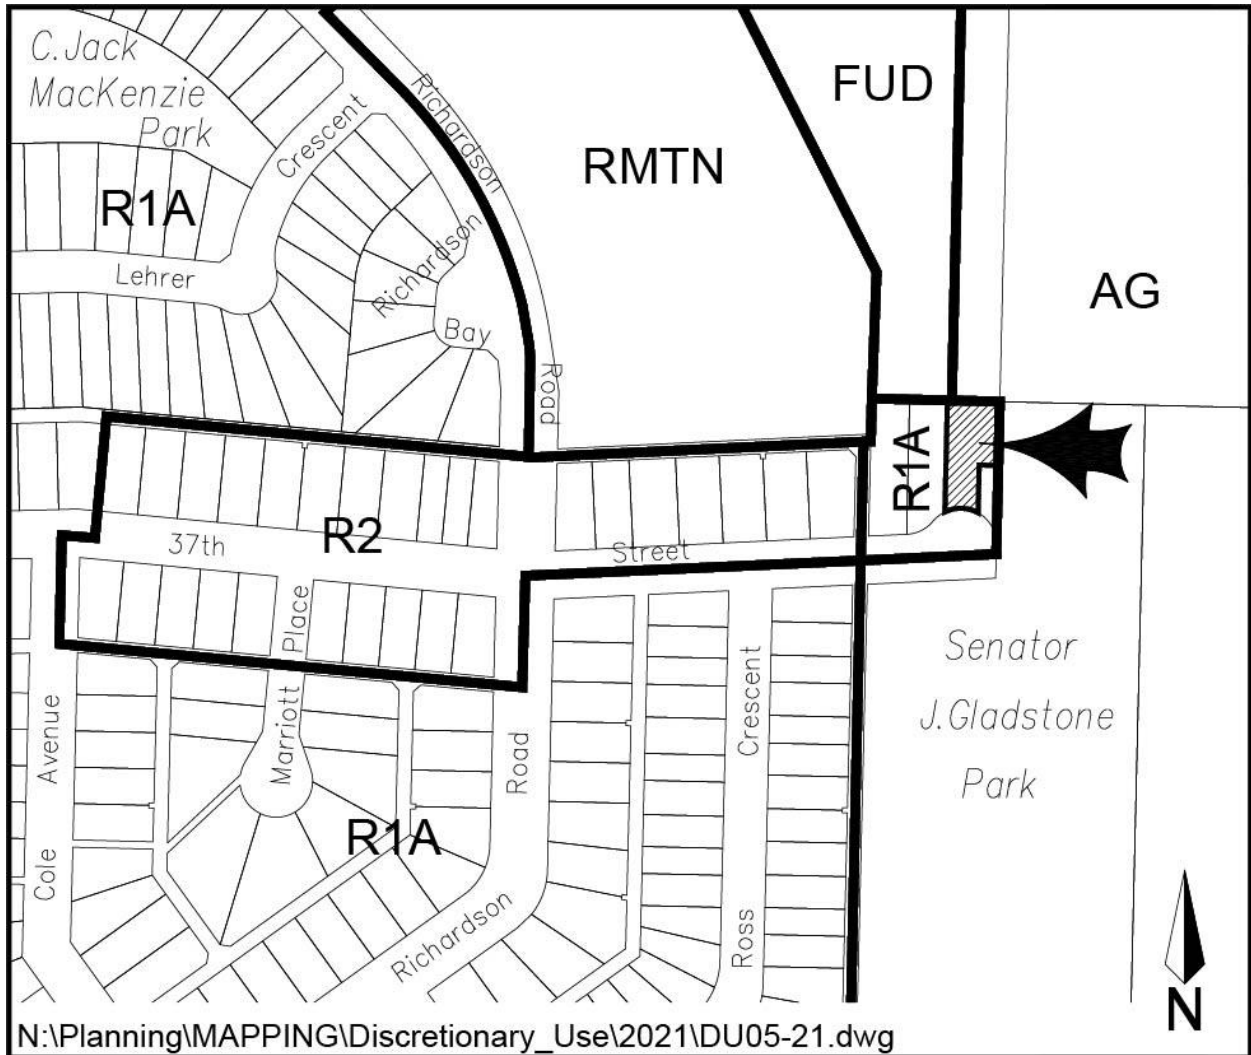 C.Jack
MacKenzie
Park
Crescent
Richardson
RMTN
FUD
R1A
Lehrer
Richardson
Bay
Road
AG
R1A
37th
R2
Street
Place
Marriott
Avenue
Cole
R1A
Road
Richardson
Crescent
Ross
Senator
J.Gladstone
Park
N
N:\Planning\MAPPING\Discretionary_Use\2021\DU05-21.dwg